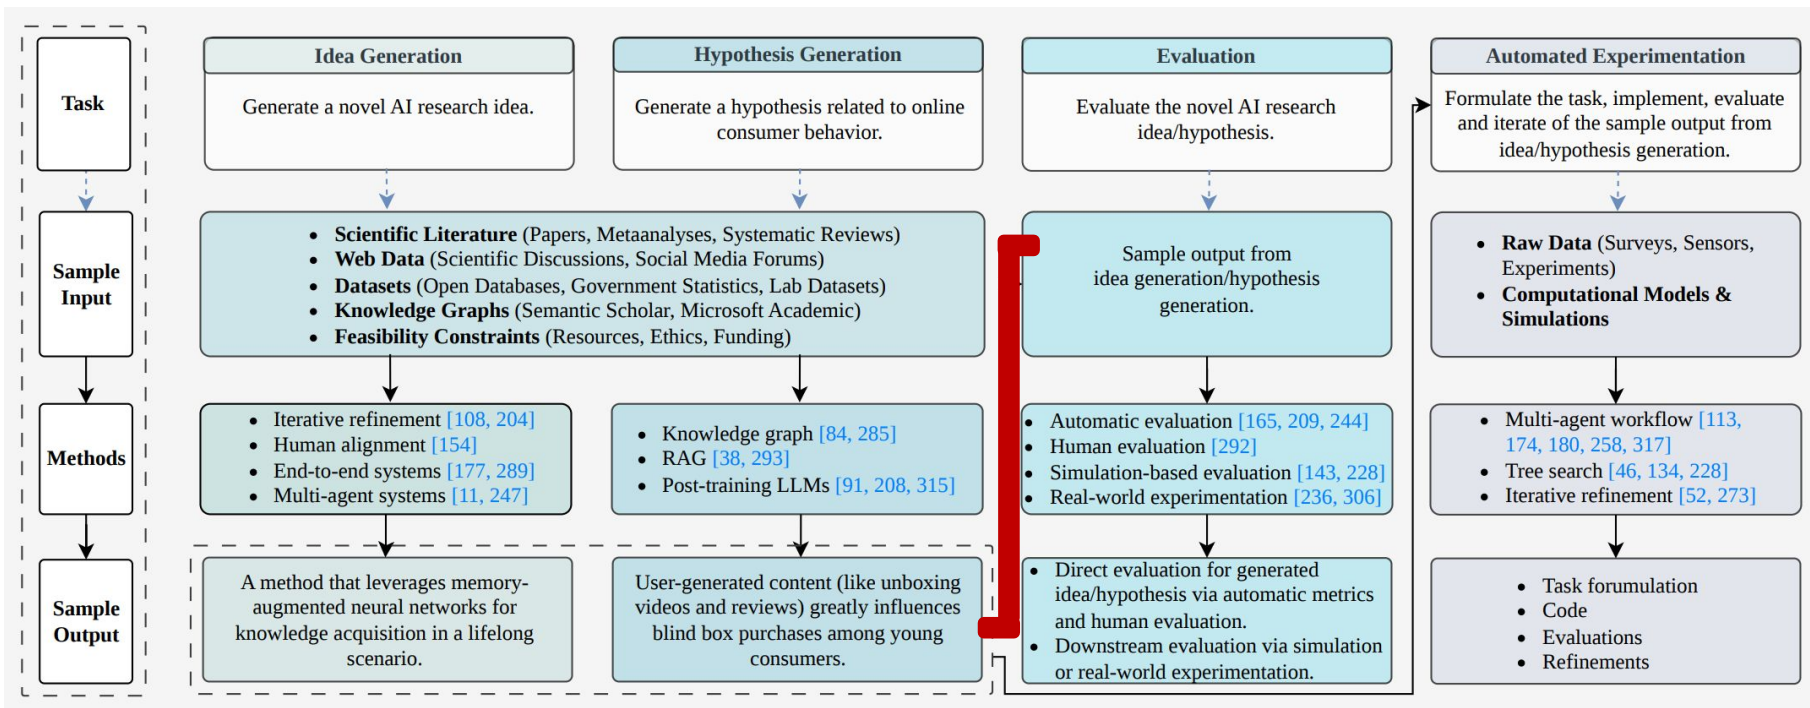 Task
Sample
Input
Methods
Sample
Output
Idea Generation
Generate a novel AI research idea.
Hypothesis Generation
Generate a hypothesis related to online
consumer behavior.
• Scientific Literature (Papers, Metaanalyses, Systematic Reviews)
• Web Data (Scientific Discussions, Social Media Forums)
• Datasets (Open Databases, Government Statistics, Lab Datasets)
• Knowledge Graphs (Semantic Scholar, Microsoft Academic)
• Feasibility Constraints (Resources, Ethics, Funding)
• Iterative refinement [108, 204]
• Human alignment [154]
• End-to-end systems [177, 289]
• Multi-agent systems [11, 247]
• Knowledge graph [84, 285]
• RAG [38, 293]
• Post-training LLMs [91, 208, 315]
A method that leverages memory-
augmented neural networks for
knowledge acquisition in a lifelong
scenario.
User-generated content (like unboxing
videos and reviews) greatly influences
blind box purchases among young
consumers.
Evaluation
Evaluate the novel AI research
idea/hypothesis.
Sample output from
idea generation/hypothesis
generation.
• Automatic evaluation [165, 209, 244]
• Human evaluation [292]
• Simulation-based evaluation [143, 228]
• Real-world experimentation [236, 306]
• Direct evaluation for generated
idea/hypothesis via automatic metrics
and human evaluation.
• Downstream evaluation via simulation
or real-world experimentation.
Automated Experimentation
Formulate the task, implement, evaluate
and iterate of the sample output from
idea/hypothesis generation.
• Raw Data (Surveys, Sensors,
Experiments)
• Computational Models &
Simulations
• Multi-agent workflow [113,
174, 180, 258, 317]
• Tree search [46, 134, 228]
• Iterative refinement [52, 273]
• Task forumulation
• Code
• Evaluations
• Refinements